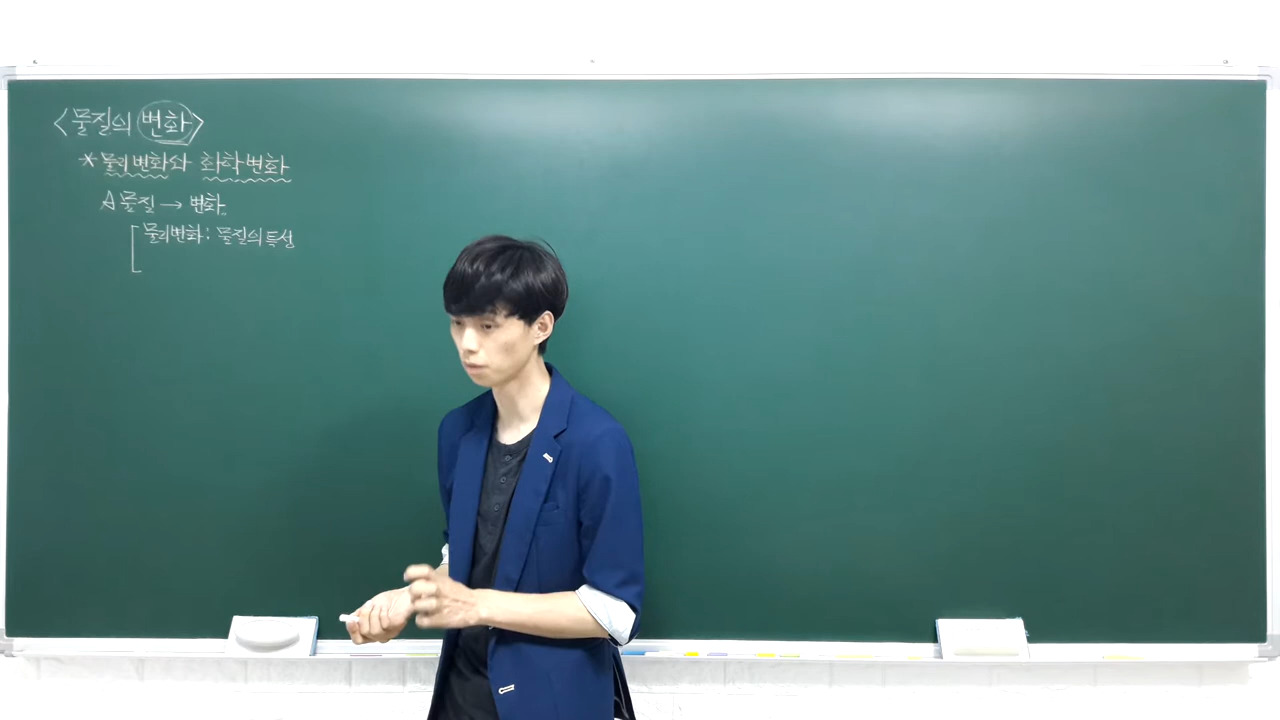 <물질의 변화>
* 물리변화와 화학변화
☆ 물질 → 변화
물리변화 : 물질의 특성